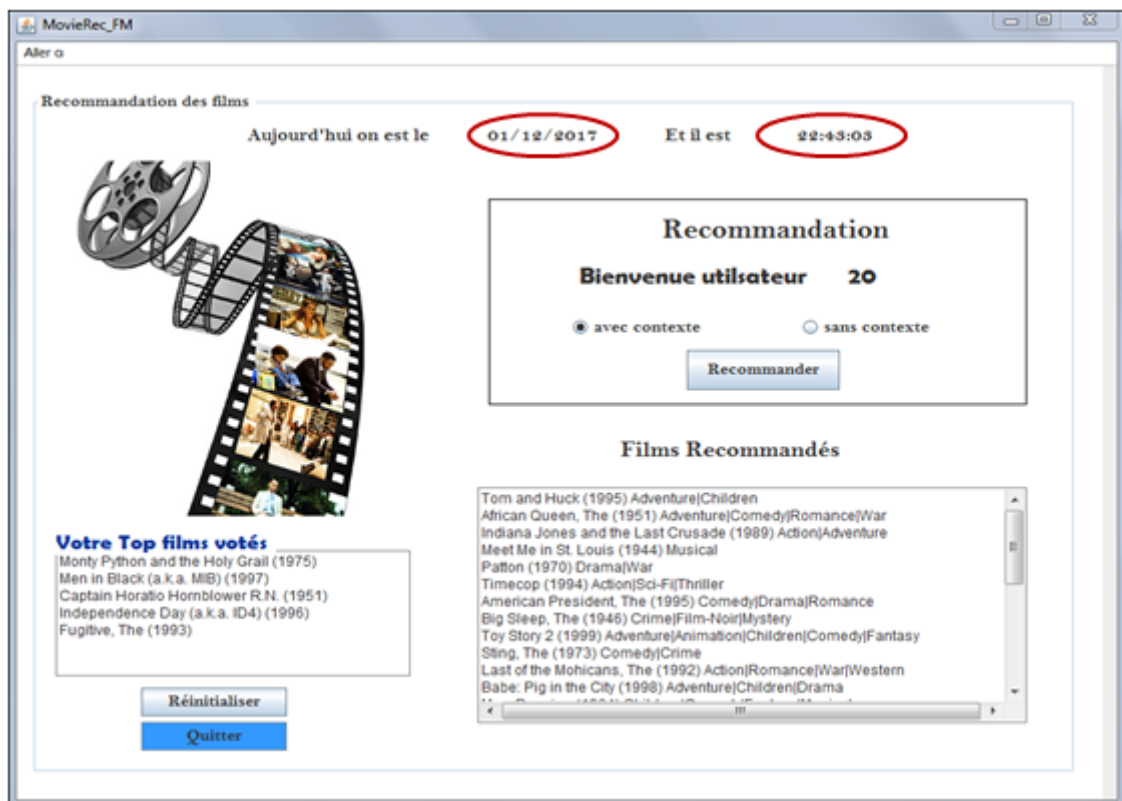 MovieRec_FM
Aller a
Recommandation des films
Aujourd'hui on est le 01/12/2017 Et il est 22:43:03
Recommandation
Bienvenue utilsateur 20
avec contexte sans contexte
Recommander
Films Recommandés
Tom and Huck (1995) Adventure|Children
African Queen, The (1951) Adventure|Comedy|Romance|War
Indiana Jones and the Last Crusade (1989) Action|Adventure
Meet Me in St. Louis (1944) Musical
Patton (1970) Drama|War
Timecop (1994) Action|Sci-Fi|Thriller
American President, The (1995) Comedy|Drama|Romance
Big Sleep, The (1946) Crime|Film-Noir|Mystery
Toy Story 2 (1999) Adventure|Animation|Children|Comedy|Fantasy
Sting, The (1973) Comedy|Crime
Last of the Mohicans, The (1992) Action|Romance|War|Western
Babe: Pig in the City (1998) Adventure|Children|Drama
Votre Top films votés
Monty Python and the Holy Grail (1975)
Men in Black (a.k.a. MIB) (1997)
Captain Horatio Hornblower R.N. (1951)
Independence Day (a.k.a. ID4) (1996)
Fugitive, The (1993)
Réinitialiser
Quitter